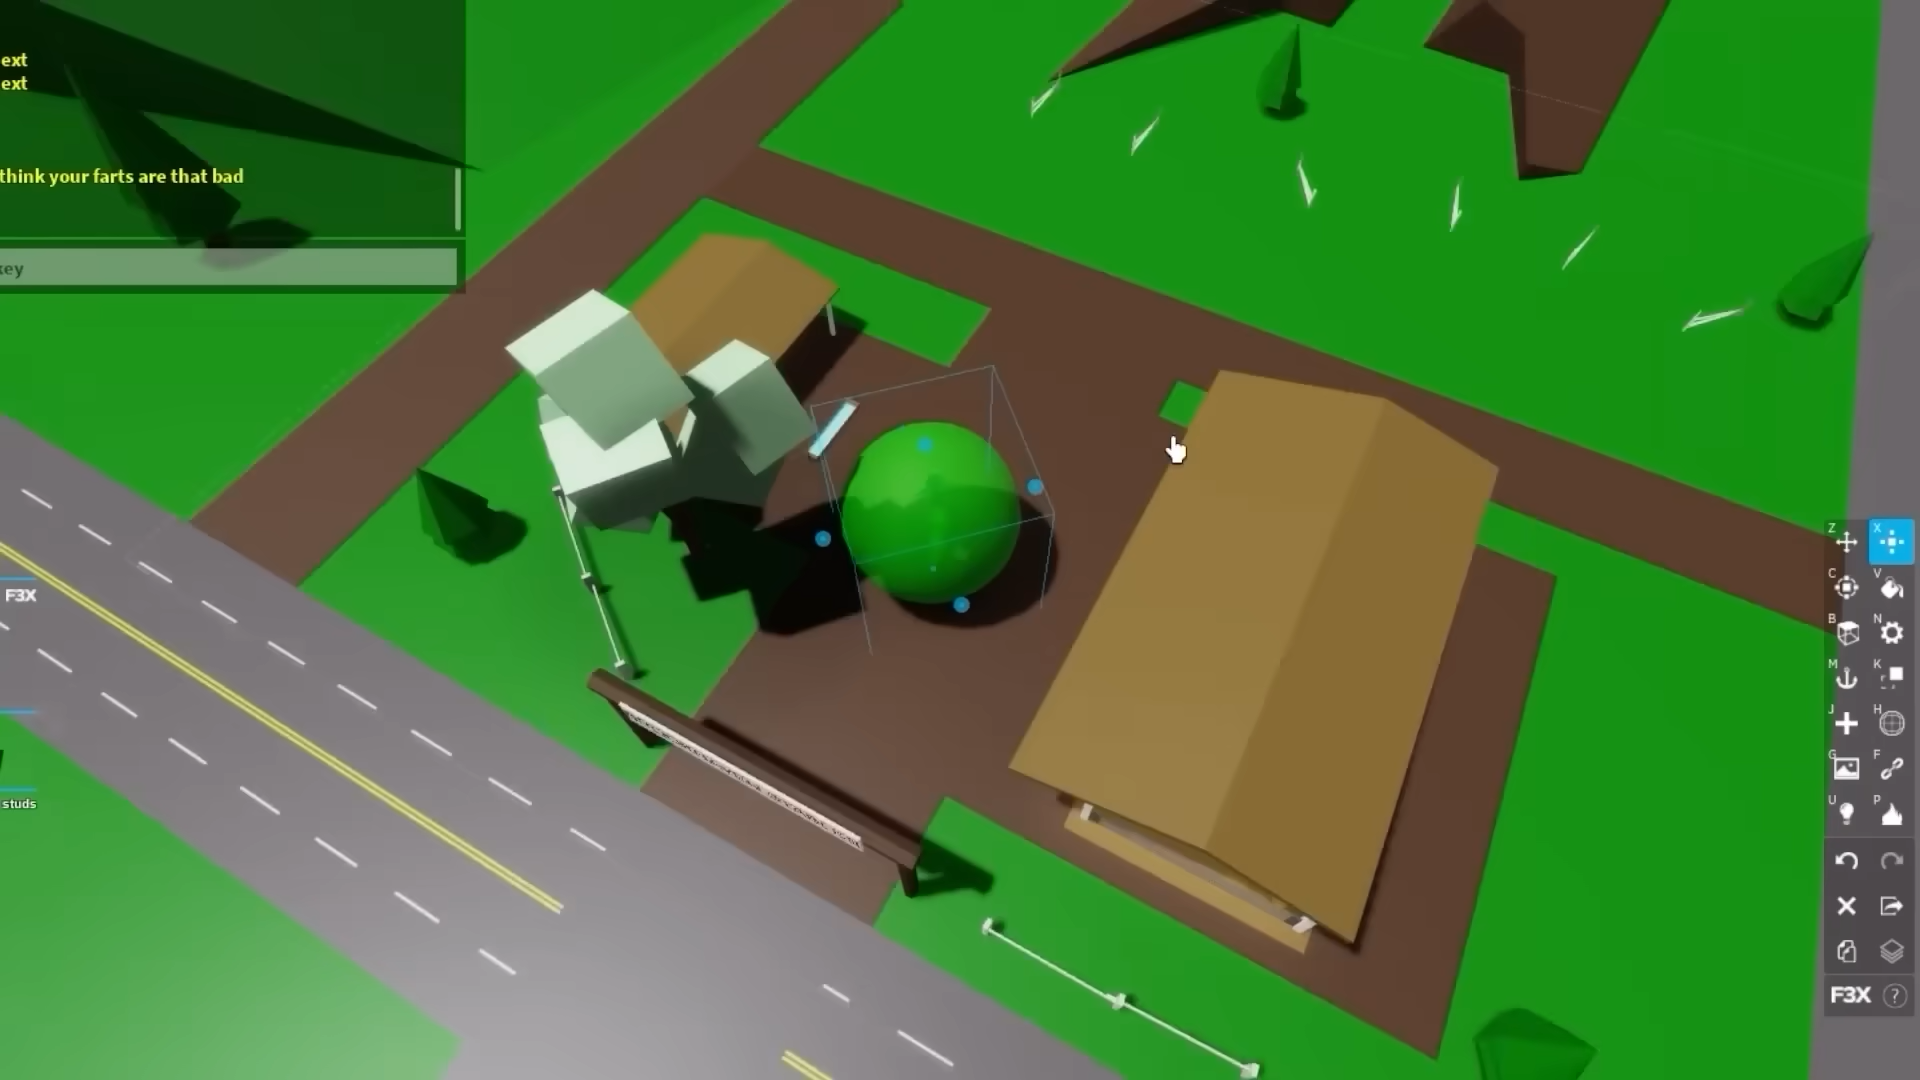 ext
ext
think your farts are that bad
key
F3X
studs
Z X
C V
B N
M K
r
J H
G F
U P
F3X ?